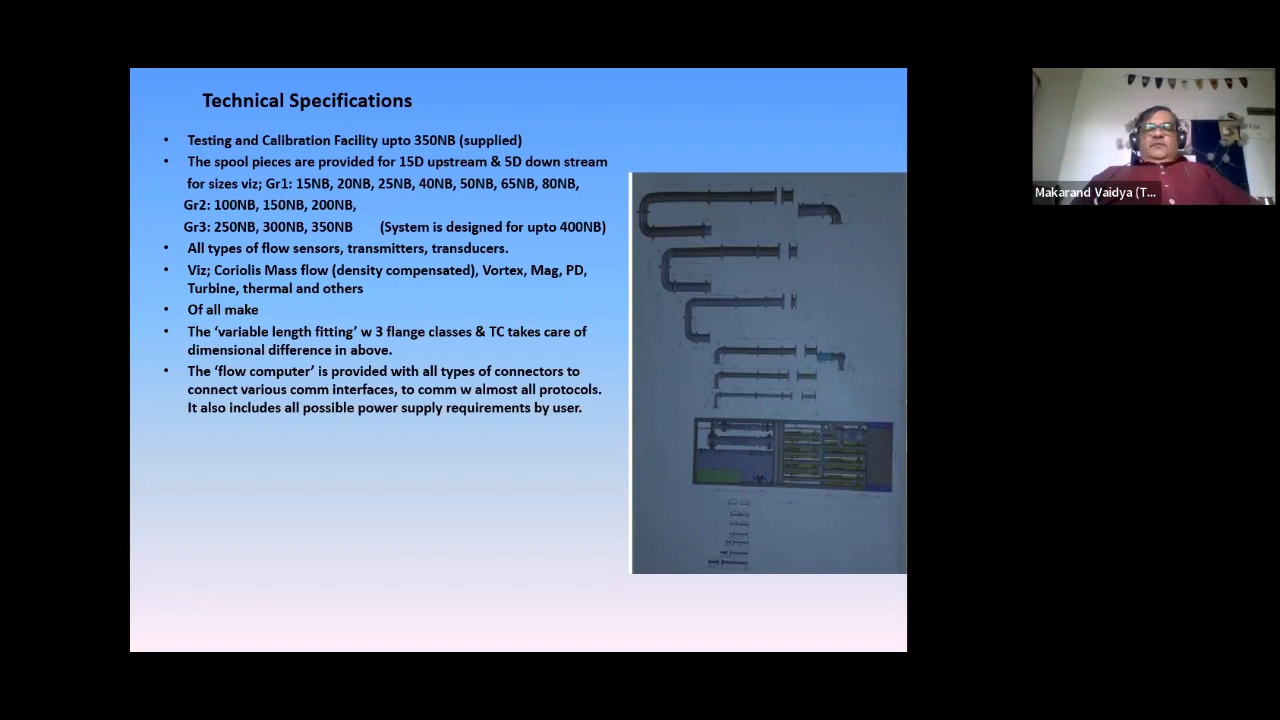 Technical Specifications
• Testing and Calibration Facility upto 350NB (supplied)
• The spool pieces are provided for 15D upstream & 5D down stream
for sizes viz; Gr1: 15NB, 20NB, 25NB, 40NB, 50NB, 65NB, 80NB,
Gr2: 100NB, 150NB, 200NB,
Gr3: 250NB, 300NB, 350NB (System is designed for upto 400NB)
• All types of flow sensors, transmitters, transducers.
• Viz; Coriolis Mass flow (density compensated), Vortex, Mag, PD,
Turbine, thermal and others
• Of all make
• The ‘variable length fitting’ w 3 flange classes & TC takes care of
dimensional difference in above.
• The ‘flow computer’ is provided with all types of connectors to
connect various comm interfaces, to comm w almost all protocols.
It also includes all possible power supply requirements by user.
Makarand Vaidya (T...